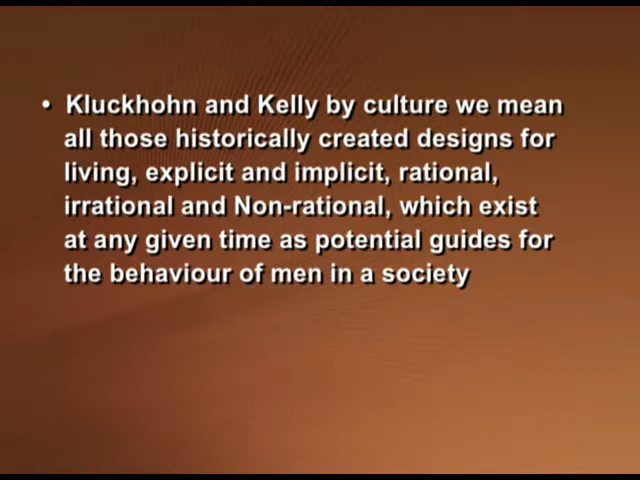 • Kluckhohn and Kelly by culture we mean
all those historically created designs for
living, explicit and implicit, rational,
irrational and Non-rational, which exist
at any given time as potential guides for
the behaviour of men in a society